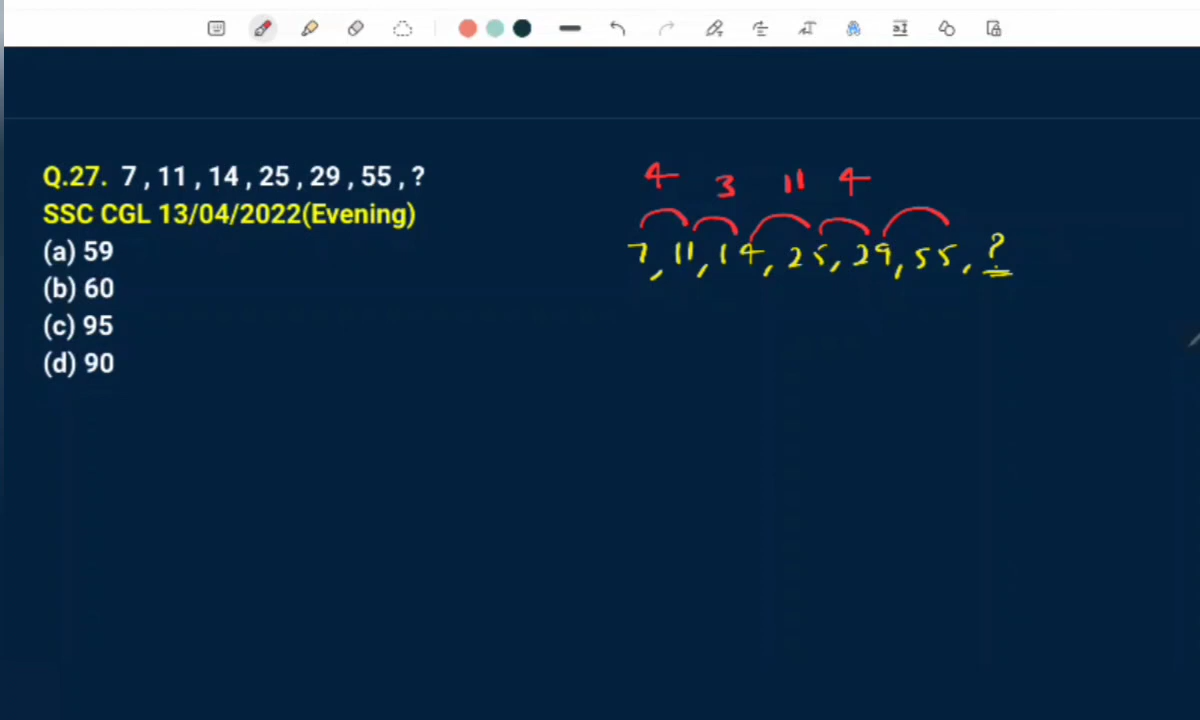 Q.27. 7 , 11 , 14 , 25 , 29 , 55 , ?
SSC CGL 13/04/2022(Evening)
(a) 59
(b) 60
(c) 95
(d) 90
4 3 11 4
7, 11, 14, 25, 29, 55, ?